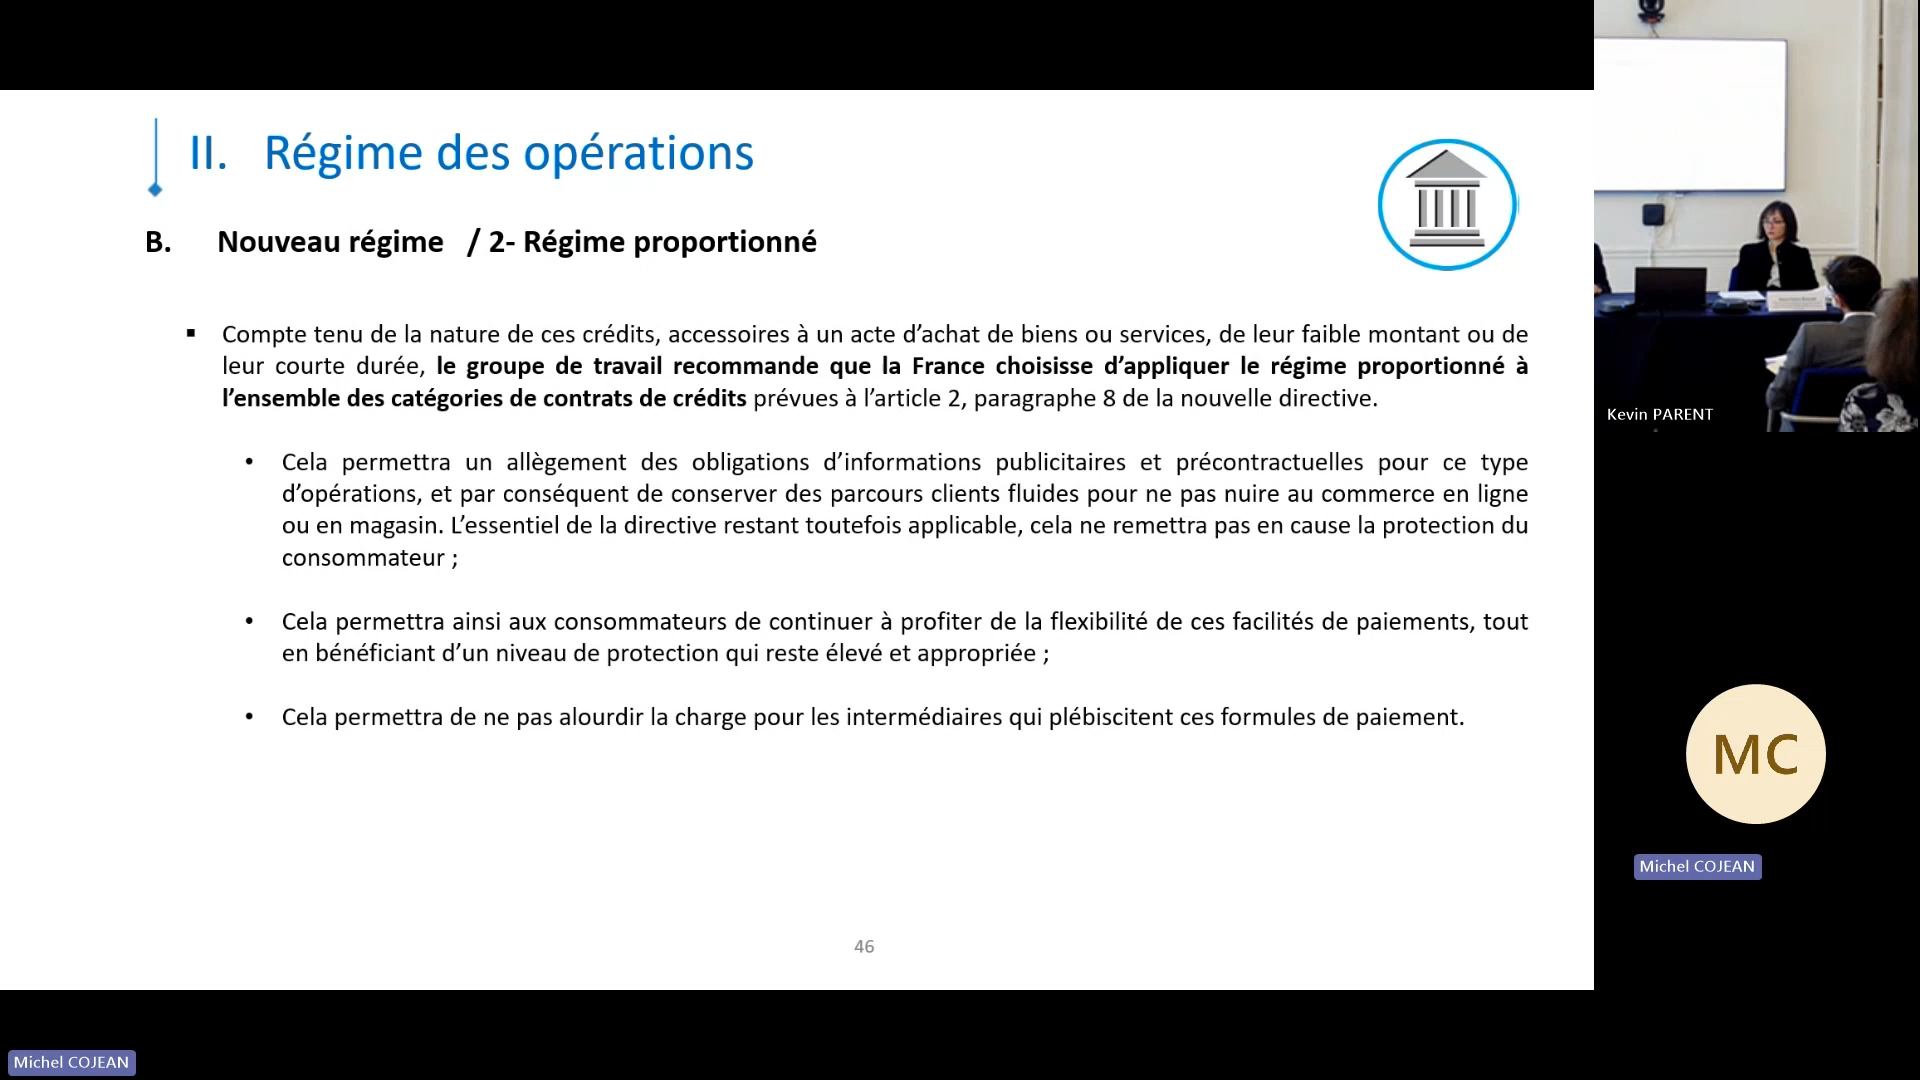 II. Régime des opérations
B. Nouveau régime / 2- Régime proportionné
▪ Compte tenu de la nature de ces crédits, accessoires à un acte d’achat de biens ou services, de leur faible montant ou de
leur courte durée, le groupe de travail recommande que la France choisisse d’appliquer le régime proportionné à
l’ensemble des catégories de contrats de crédits prévues à l’article 2, paragraphe 8 de la nouvelle directive.
• Cela permettra un allègement des obligations d’informations publicitaires et précontractuelles pour ce type
d’opérations, et par conséquent de conserver des parcours clients fluides pour ne pas nuire au commerce en ligne
ou en magasin. L’essentiel de la directive restant toutefois applicable, cela ne remettra pas en cause la protection du
consommateur ;
• Cela permettra ainsi aux consommateurs de continuer à profiter de la flexibilité de ces facilités de paiements, tout
en bénéficiant d’un niveau de protection qui reste élevé et appropriée ;
• Cela permettra de ne pas alourdir la charge pour les intermédiaires qui plébiscitent ces formules de paiement.
46
Kevin PARENT
MC
Michel COJEAN
Michel COJEAN